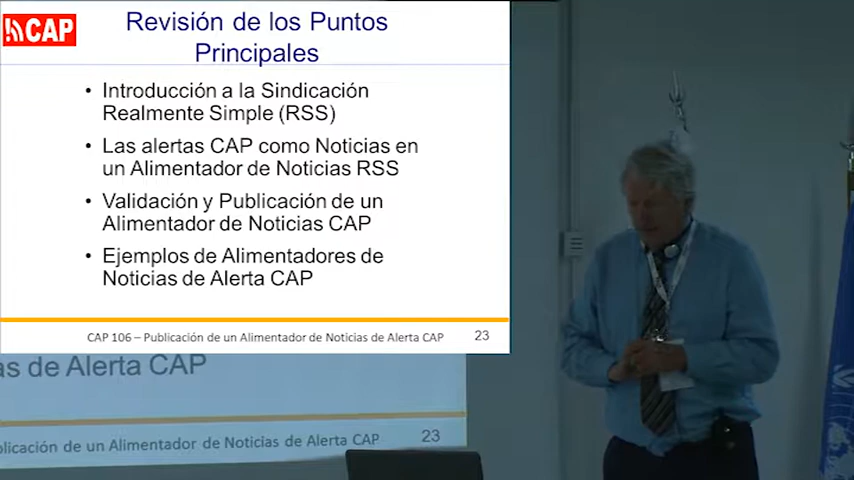 CAP
Revisión de los Puntos
Principales
• Introducción a la Sindicación
Realmente Simple (RSS)
• Las alertas CAP como Noticias en
un Alimentador de Noticias RSS
• Validación y Publicación de un
Alimentador de Noticias CAP
• Ejemplos de Alimentadores de
Noticias de Alerta CAP
CAP 106 – Publicación de un Alimentador de Noticias de Alerta CAP 23
as de Alerta CAP
blicación de un Alimentador de Noticias de Alerta CAP 23